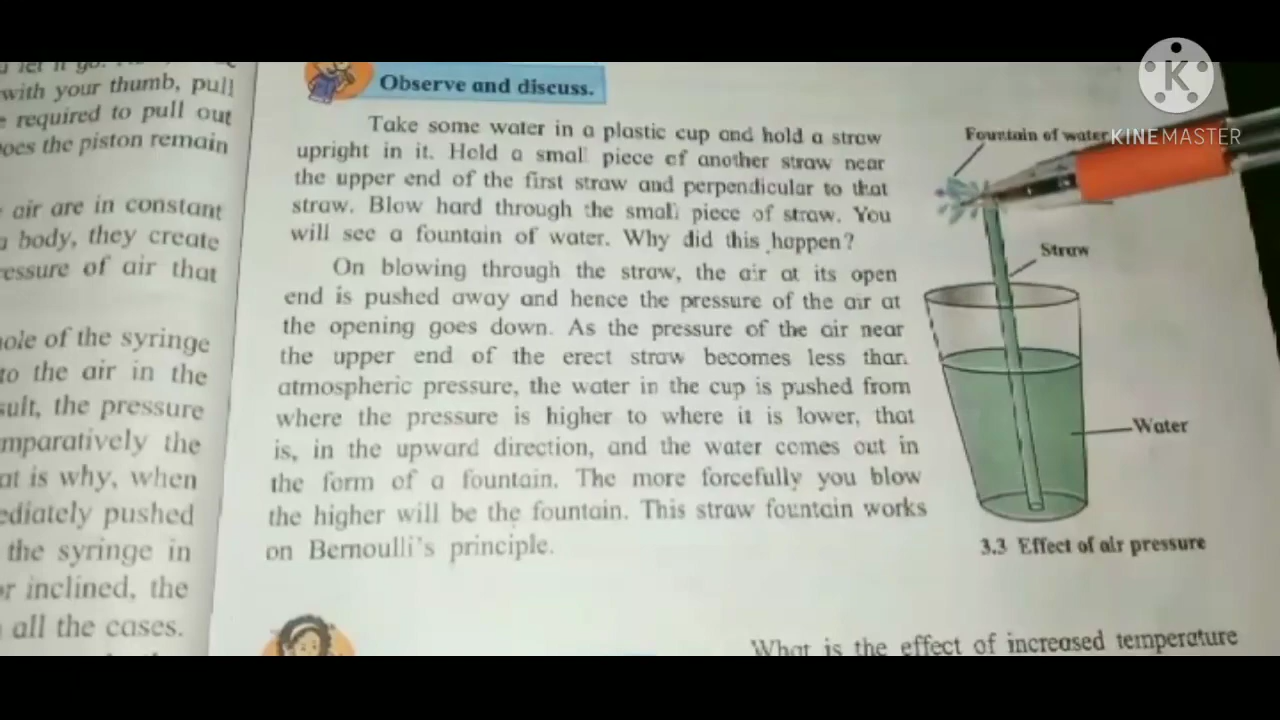 with your thumb, pull
required to pull out
oes the piston remain
air are in constant
a body, they create
ressure of air that
ole of the syringe
to the air in the
sult, the pressure
mparatively the
at is why, when
ediately pushed
the syringe in
or inclined, the
all the cases.
Observe and discuss.
Take some water in a plastic cup and hold a straw
upright in it. Hold a small piece of another straw near
the upper end of the first straw and perpendicular to that
straw. Blow hard through the small piece of straw. You
will see a fountain of water. Why did this happen?
On blowing through the straw, the air at its open
end is pushed away and hence the pressure of the air at
the opening goes down. As the pressure of the air near
the upper end of the erect straw becomes less than
atmospheric pressure, the water in the cup is pushed from
where the pressure is higher to where it is lower, that
is, in the upward direction, and the water comes out in
the form of a fountain. The more forcefully you blow
the higher will be the fountain. This straw fountain works
on Bernoulli's principle.
Fountain of water
Straw
Water
3.3 Effect of air pressure
What is the effect of increased temperature
K
KINEMASTER